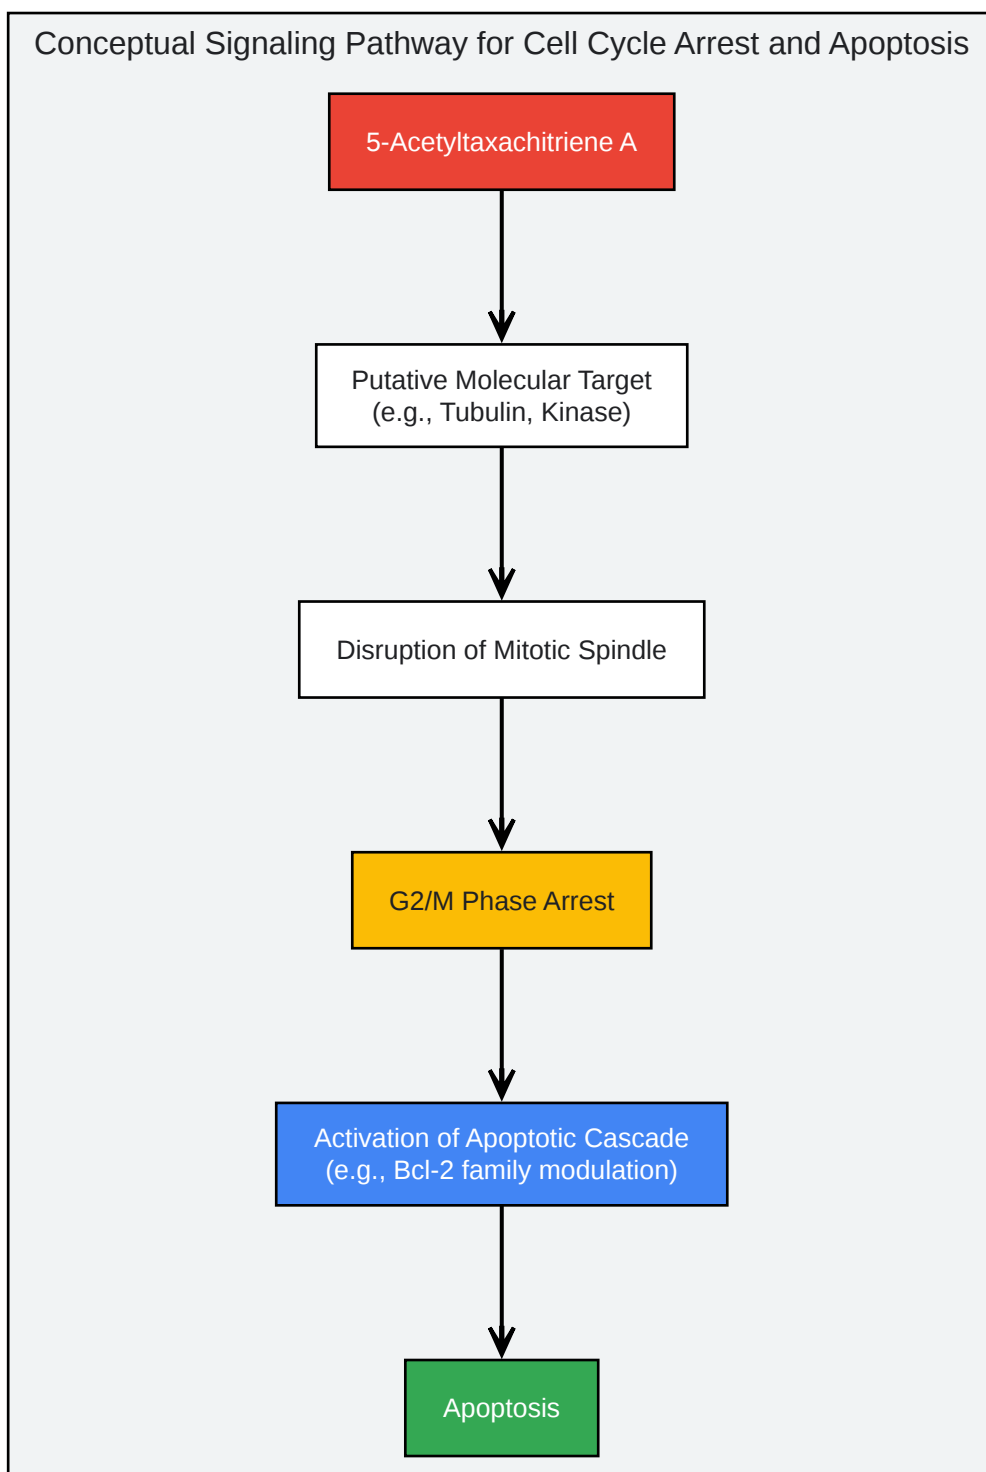 Conceptual Signaling Pathway for Cell Cycle Arrest and Apoptosis
5-Acetyltaxachitriene A
Putative Molecular Target
(e.g., Tubulin, Kinase)
Disruption of Mitotic Spindle
G2/M Phase Arrest
Activation of Apoptotic Cascade
(e.g., Bcl-2 family modulation)
Apoptosis